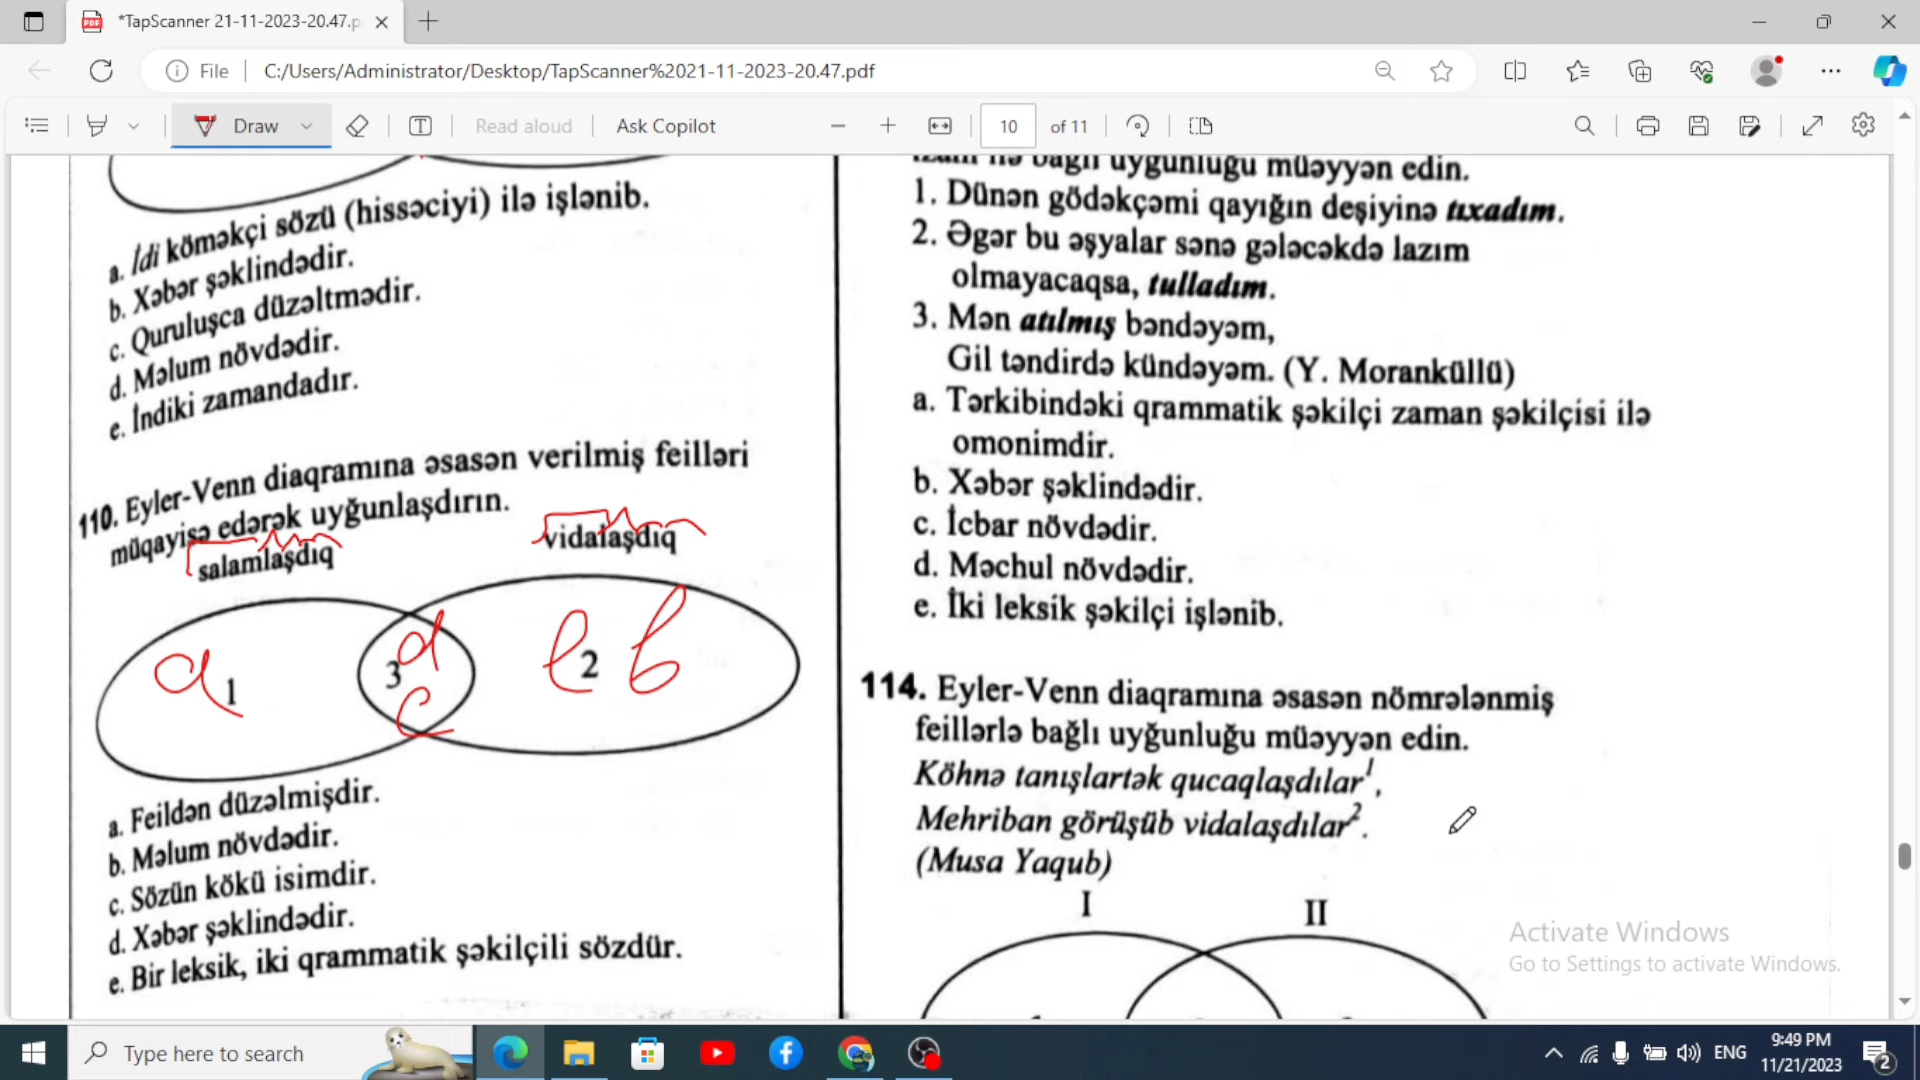 *TapScanner 21-11-2023-20.47.p
File
C:/Users/Administrator/Desktop/TapScanner%2021-11-2023-20.47.pdf
Draw
Read aloud
Ask Copilot
10 of 11
a. İdi köməkçi sözü (hissəciyi) ilə işlənib.
b. Xəbər şəklindədir.
c. Quruluşca düzəltmədir.
d. Məlum növdədir.
e. İndiki zamandadır.
110. Eyler-Venn diaqramına əsasən verilmiş feilləri
müqayisə edərək uyğunlaşdırın.
salamlaşdıq
vidalaşdıq
a 1
3 d c
e 2 b
a. Feildən düzəlmişdir.
b. Məlum növdədir.
c. Sözün kökü isimdir.
d. Xəbər şəklindədir.
e. Bir leksik, iki qrammatik şəkilçili sözdür.
bağlı uyğunluğu müəyyən edin.
1. Dünən gödəkçəmi qayığın deşiyinə tıxadım.
2. Əgər bu əşyalar sənə gələcəkdə lazım
olmayacaqsa, tulladım.
3. Mən atılmış bəndəyəm,
Gil təndirdə kündəyəm. (Y. Moranküllü)
a. Tərkibindəki qrammatik şəkilçi zaman şəkilçisi ilə
omonimdir.
b. Xəbər şəklindədir.
c. İcbar növdədir.
d. Məchul növdədir.
e. İki leksik şəkilçi işlənib.
114. Eyler-Venn diaqramına əsasən nömrələnmiş
feillərlə bağlı uyğunluğu müəyyən edin.
Köhnə tanışlartək qucaqlaşdılar¹,
Mehriban görüşüb vidalaşdılar².
(Musa Yaqub)
I
II
Activate Windows
Go to Settings to activate Windows.
Type here to search
ENG
9:49 PM
11/21/2023
2